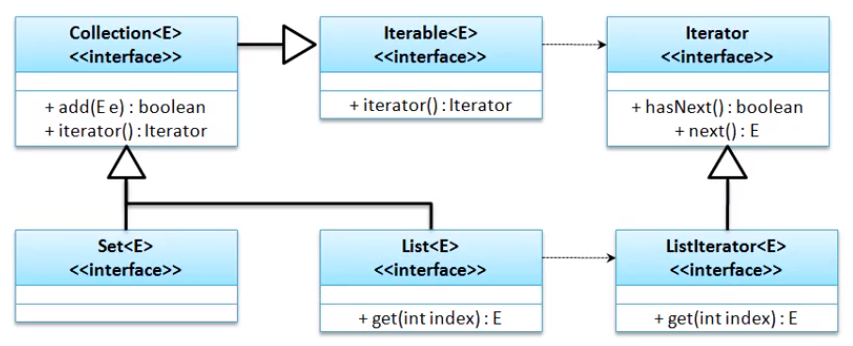 Collection<E>
<<interface>>
+ add(E e) : boolean
+ iterator() : Iterator
Iterable<E>
<<interface>>
+ iterator() : Iterator
Iterator
<<interface>>
+ hasNext() : boolean
+ next() : E
Set<E>
<<interface>>
List<E>
<<interface>>
+ get(int index) : E
ListIterator<E>
<<interface>>
+ get(int index) : E